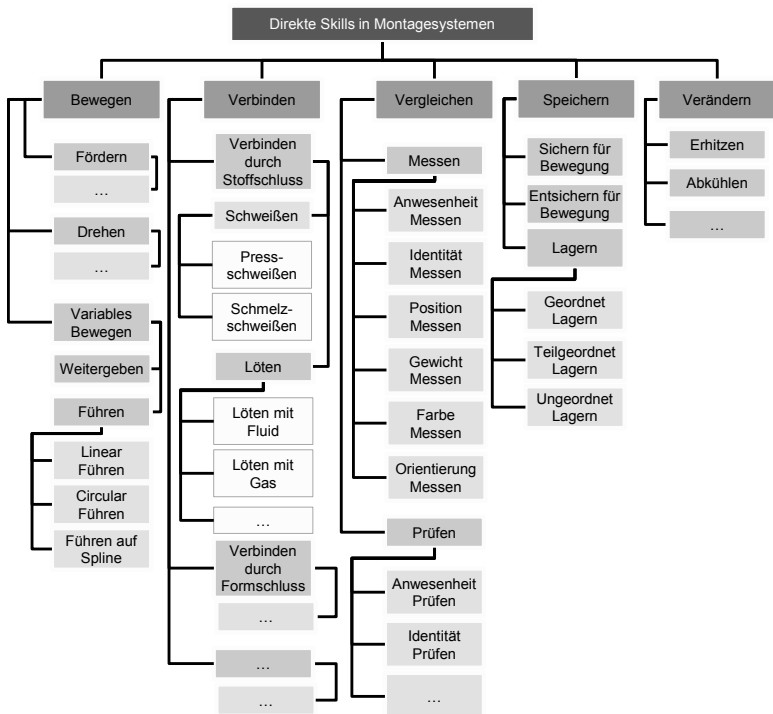 Direkte Skills in Montagesystemen
Bewegen
Fördern
…
Drehen
…
Variables
Bewegen
Weitergeben
Führen
Linear
Führen
Circular
Führen
Führen auf
Spline
Verbinden
Verbinden
durch
Stoffschluss
Schweißen
Press-
schweißen
Schmelz-
schweißen
Löten
Löten mit
Fluid
Löten mit
Gas
…
Verbinden
durch
Formschluss
…
…
…
Vergleichen
Messen
Anwesenheit
Messen
Identität
Messen
Position
Messen
Gewicht
Messen
Farbe
Messen
Orientierung
Messen
Prüfen
Anwesenheit
Prüfen
Identität
Prüfen
…
Speichern
Sichern für
Bewegung
Entsichern für
Bewegung
Lagern
Geordnet
Lagern
Teilgeordnet
Lagern
Ungeordnet
Lagern
Verändern
Erhitzen
Abkühlen
…